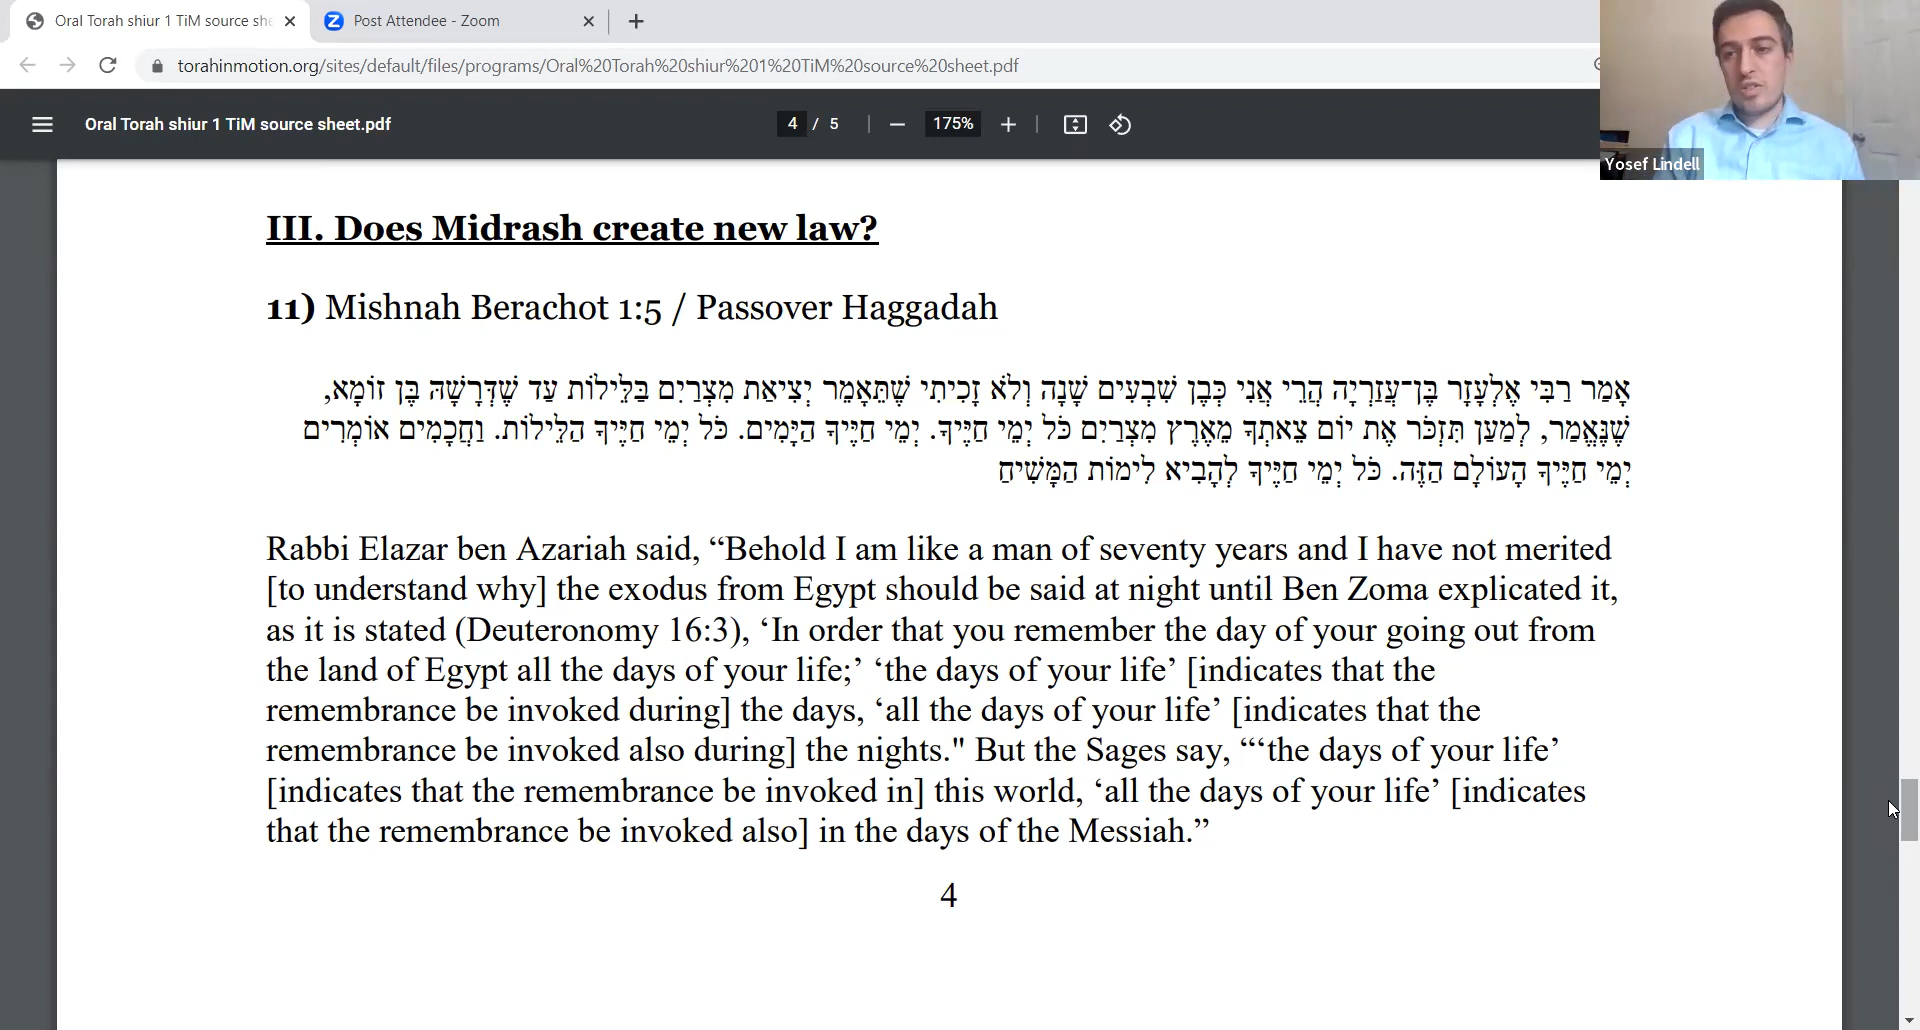 Oral Torah shiur 1 TiM source she
Post Attendee - Zoom
torahinmotion.org/sites/default/files/programs/Oral%20Torah%20shiur%201%20TiM%20source%20sheet.pdf
Oral Torah shiur 1 TiM source sheet.pdf
4 / 5
175%
Yosef Lindell
III. Does Midrash create new law?
11) Mishnah Berachot 1:5 / Passover Haggadah
אָמַר רַבִּי אֶלְעָזָר בֶּן־עֲזַרְיָה הֲרֵי אֲנִי כְּבֶן שִׁבְעִים שָׁנָה וְלֹא זָכִיתִי שֶׁתֵּאָמֵר יְצִיאַת מִצְרַיִם בַּלֵּילוֹת עַד שֶׁדְּרָשָׁהּ בֶּן זוֹמָא,
שֶׁנֶּאֱמַר, לְמַעַן תִּזְכֹּר אֶת יוֹם צֵאתְךָ מֵאֶרֶץ מִצְרַיִם כֹּל יְמֵי חַיֶּיךָ. יְמֵי חַיֶּיךָ הַיָּמִים. כֹּל יְמֵי חַיֶּיךָ הַלֵּילוֹת. וַחֲכָמִים אוֹמְרִים
יְמֵי חַיֶּיךָ הָעוֹלָם הַזֶּה. כֹּל יְמֵי חַיֶּיךָ לְהָבִיא לִימוֹת הַמָּשִׁיחַ
Rabbi Elazar ben Azariah said, “Behold I am like a man of seventy years and I have not merited
[to understand why] the exodus from Egypt should be said at night until Ben Zoma explicated it,
as it is stated (Deuteronomy 16:3), ‘In order that you remember the day of your going out from
the land of Egypt all the days of your life;’ ‘the days of your life’ [indicates that the
remembrance be invoked during] the days, ‘all the days of your life’ [indicates that the
remembrance be invoked also during] the nights." But the Sages say, “‘the days of your life’
[indicates that the remembrance be invoked in] this world, ‘all the days of your life’ [indicates
that the remembrance be invoked also] in the days of the Messiah.”
4